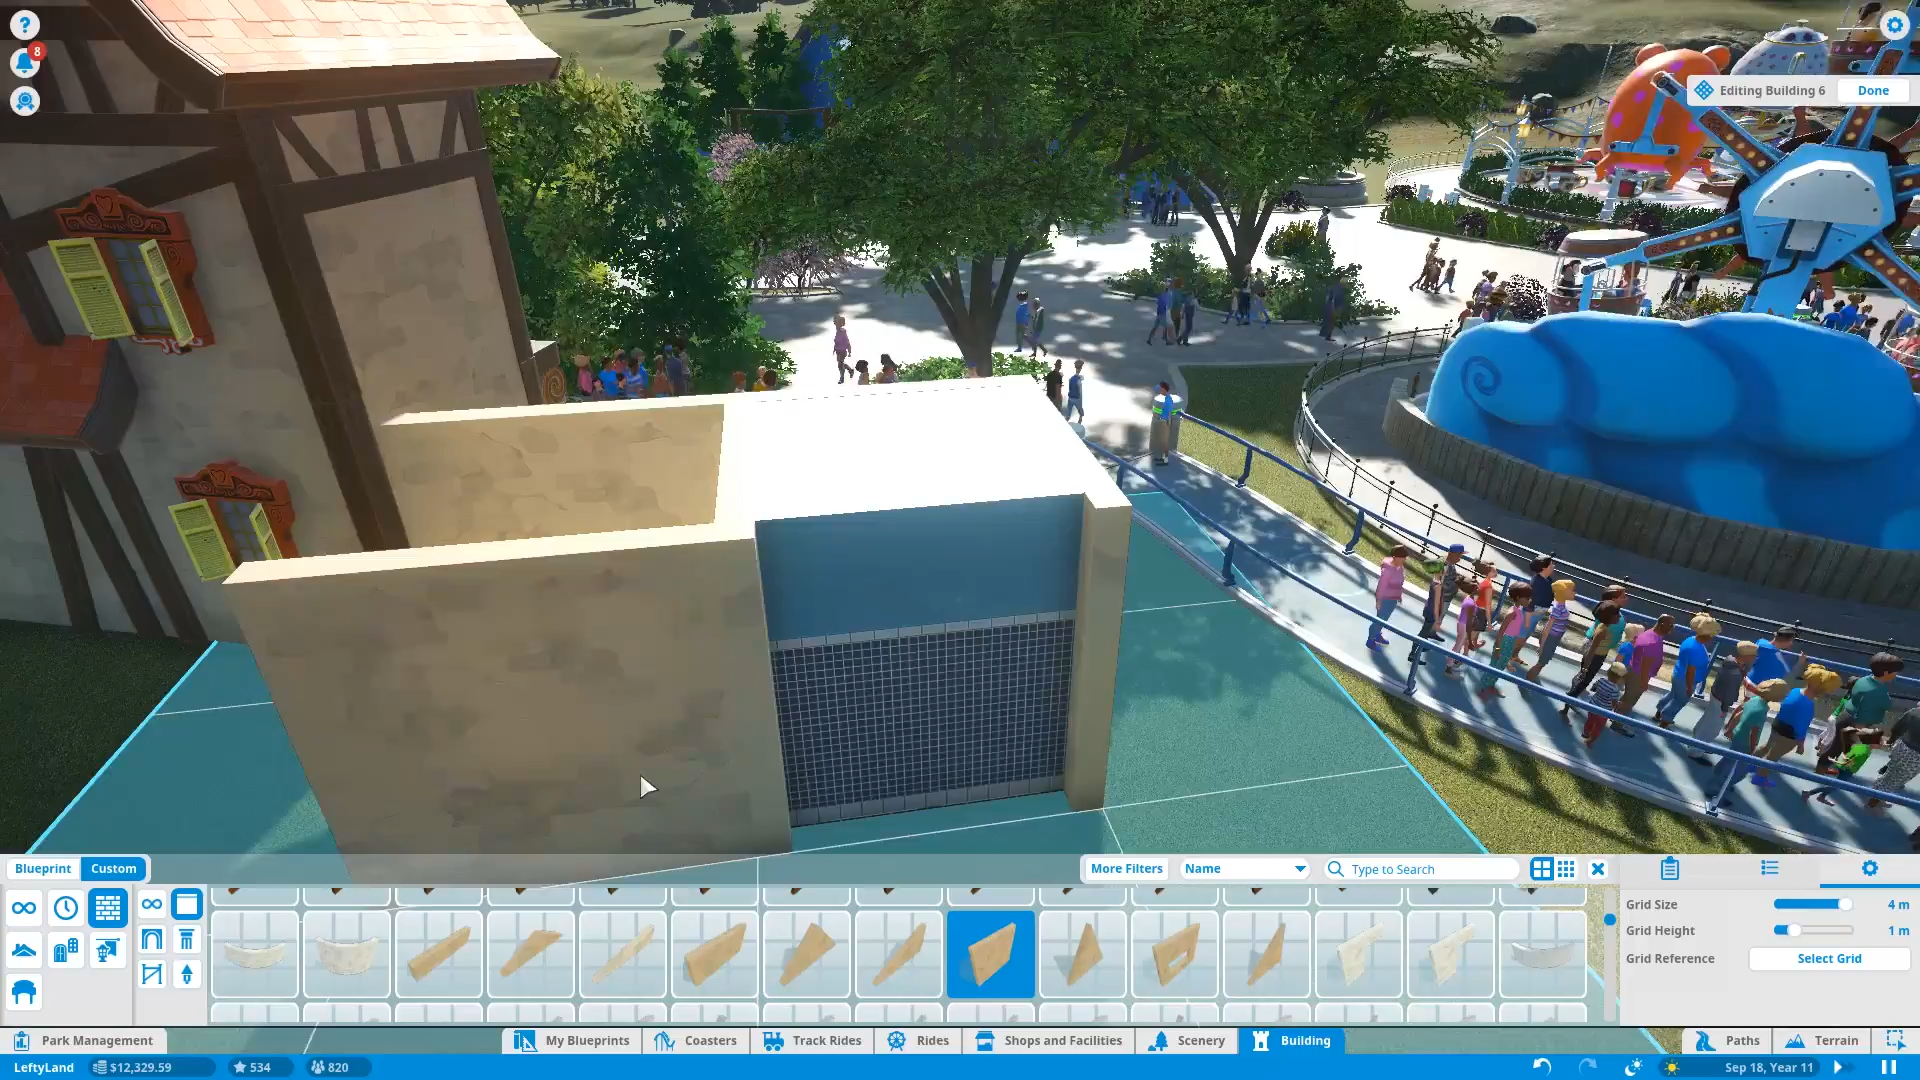 ?
8
Editing Building 6
Done
Blueprint
Custom
More Filters
Name
Type to Search
Grid Size
4 m
Grid Height
1 m
Grid Reference
Select Grid
Park Management
My Blueprints
Coasters
Track Rides
Rides
Shops and Facilities
Scenery
Building
Paths
Terrain
LeftyLand
$12,329.59
534
820
Sep 18, Year 11